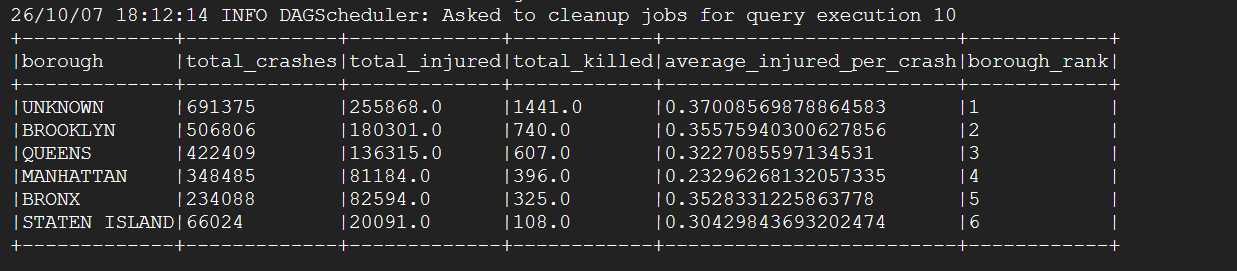 26/10/07 18:12:14 INFO DAGScheduler: Asked to cleanup jobs for query execution 10
+-------------+-------------+-------------+------------+-------------------------+------------+
|borough      |total_crashes|total_injured|total_killed|average_injured_per_crash|borough_rank|
+-------------+-------------+-------------+------------+-------------------------+------------+
|UNKNOWN      |691375       |255868.0     |1441.0      |0.37008569878864583      |1           |
|BROOKLYN     |506806       |180301.0     |740.0       |0.35575940300627856      |2           |
|QUEENS       |422409       |136315.0     |607.0       |0.3227085597134531       |3           |
|MANHATTAN    |348485       |81184.0      |396.0       |0.23296268132057335      |4           |
|BRONX        |234088       |82594.0      |325.0       |0.3528331225863778       |5           |
|STATEN ISLAND|66024        |20091.0      |108.0       |0.30429843693202474      |6           |
+-------------+-------------+-------------+------------+-------------------------+------------+